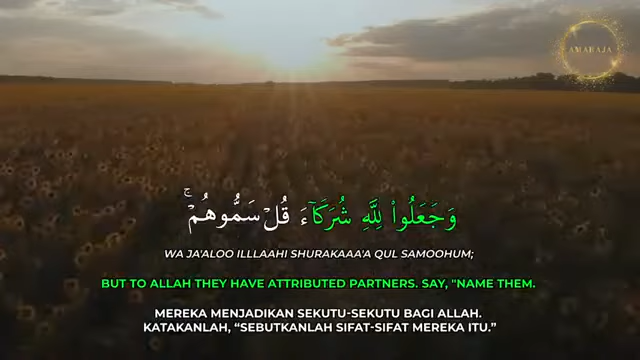 AMARAJA
وَجَعَلُوا۟ لِلَّهِ شُرَكَآءَ قُلْ سَمُّوهُمْ ۚ
WA JA'ALOO ILLLAAHI SHURAKAAA'A QUL SAMOOHUM;
BUT TO ALLAH THEY HAVE ATTRIBUTED PARTNERS. SAY, "NAME THEM.
MEREKA MENJADIKAN SEKUTU-SEKUTU BAGI ALLAH.
KATAKANLAH, “SEBUTKANLAH SIFAT-SIFAT MEREKA ITU.”